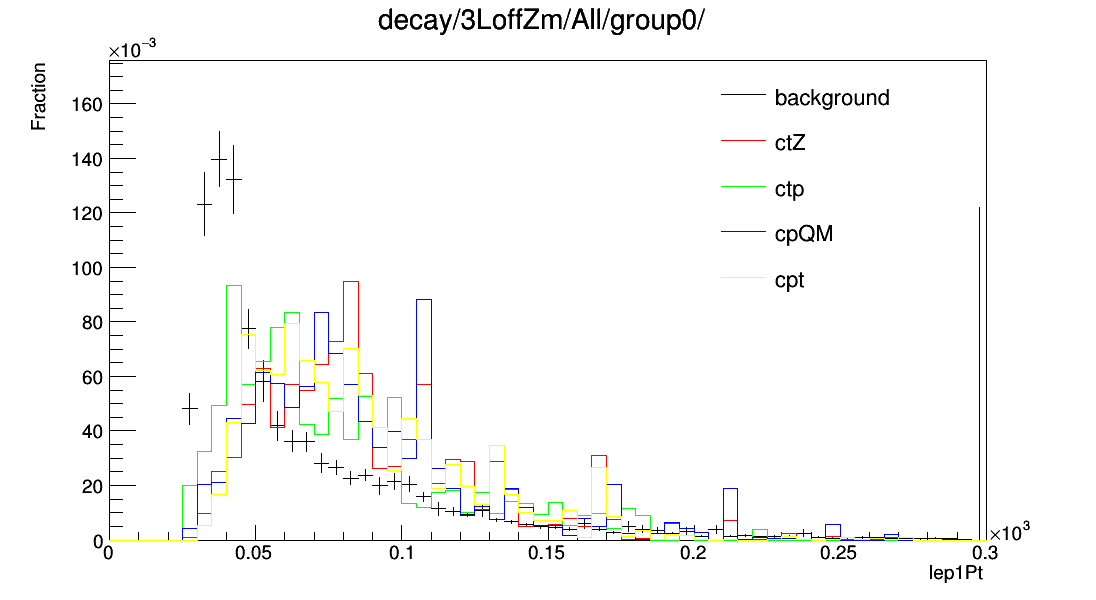 decay/3LoffZm/All/group0/
×10⁻³
Fraction
160
140
120
100
80
60
40
20
0
background
ctZ
ctp
cpQM
cpt
0 0.05 0.1 0.15 0.2 0.25 0.3
×10³
lep1Pt